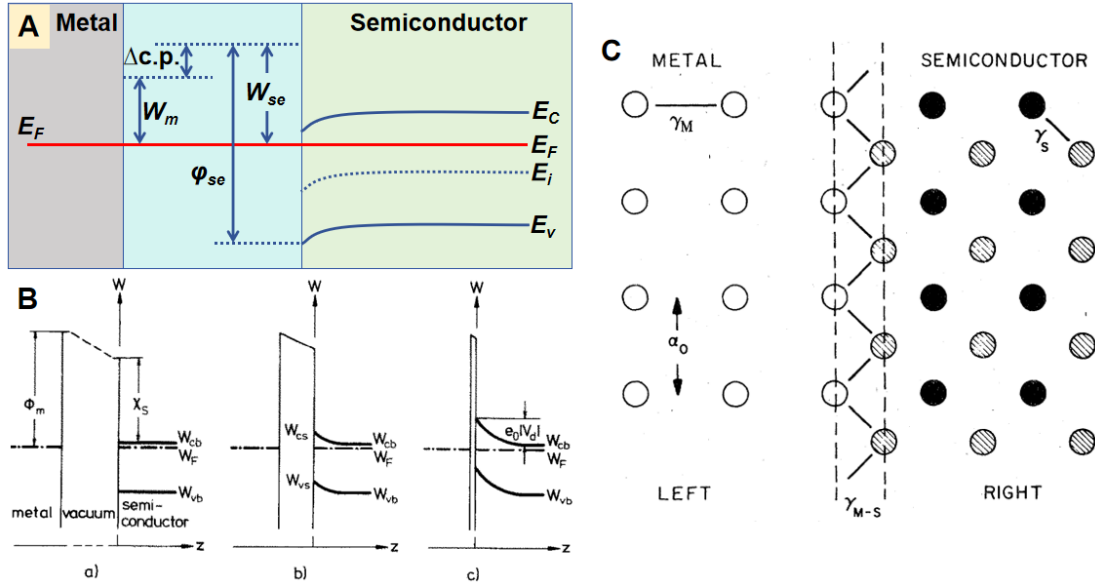 A
Metal
Semiconductor
Δc.p.
W_m
W_se
E_F
φ_se
E_C
E_F
E_i
E_v
B
W
W
W
Φ_m
χ_S
W_cb
W_F
W_vb
metal
vacuum
semi-
conductor
z
a)
W_cs
W_vs
W_cb
W_F
W_vb
z
b)
e_0|V_d|
W_cb
W_F
W_vb
z
c)
C
METAL
SEMICONDUCTOR
γ_M
γ_S
α_0
LEFT
RIGHT
γ_M-S